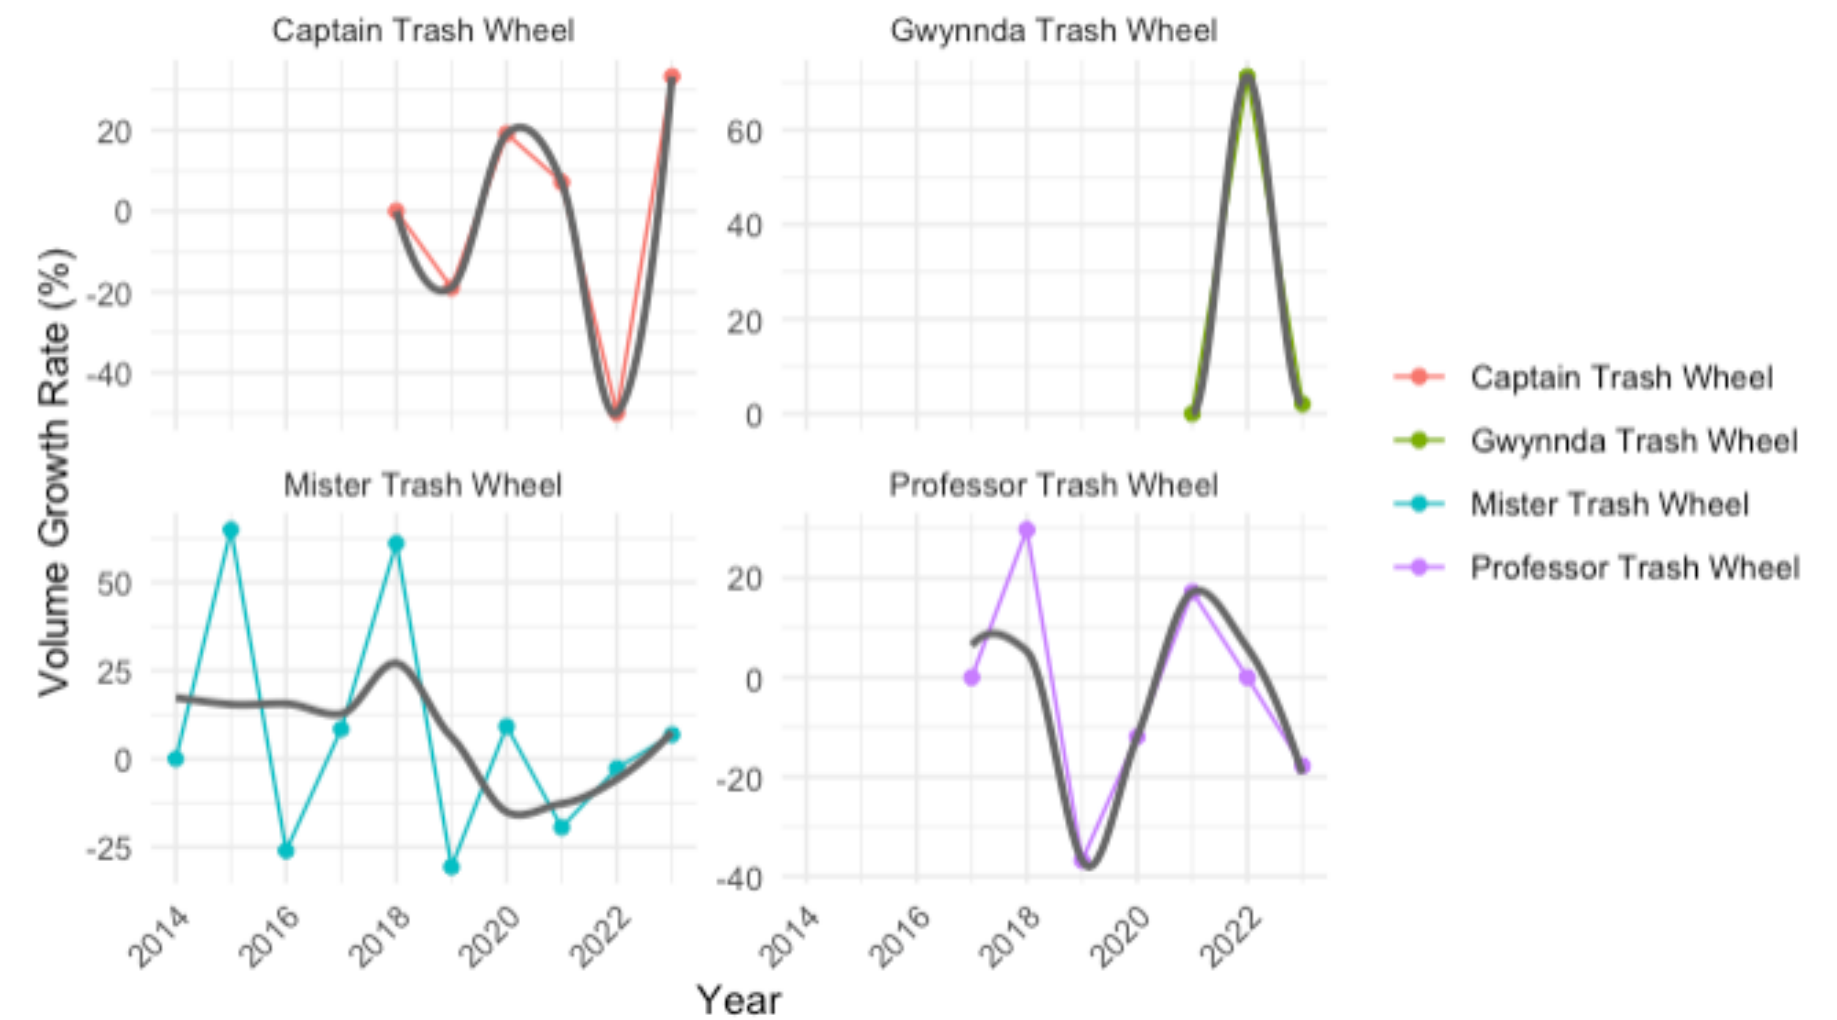 Captain Trash Wheel
Gwynnda Trash Wheel
20
0
-20
-40
60
40
20
0
Volume Growth Rate (%)
Mister Trash Wheel
Professor Trash Wheel
50
25
0
-25
20
0
-20
-40
2014
2016
2018
2020
2022
2014
2016
2018
2020
2022
Year
Captain Trash Wheel
Gwynnda Trash Wheel
Mister Trash Wheel
Professor Trash Wheel